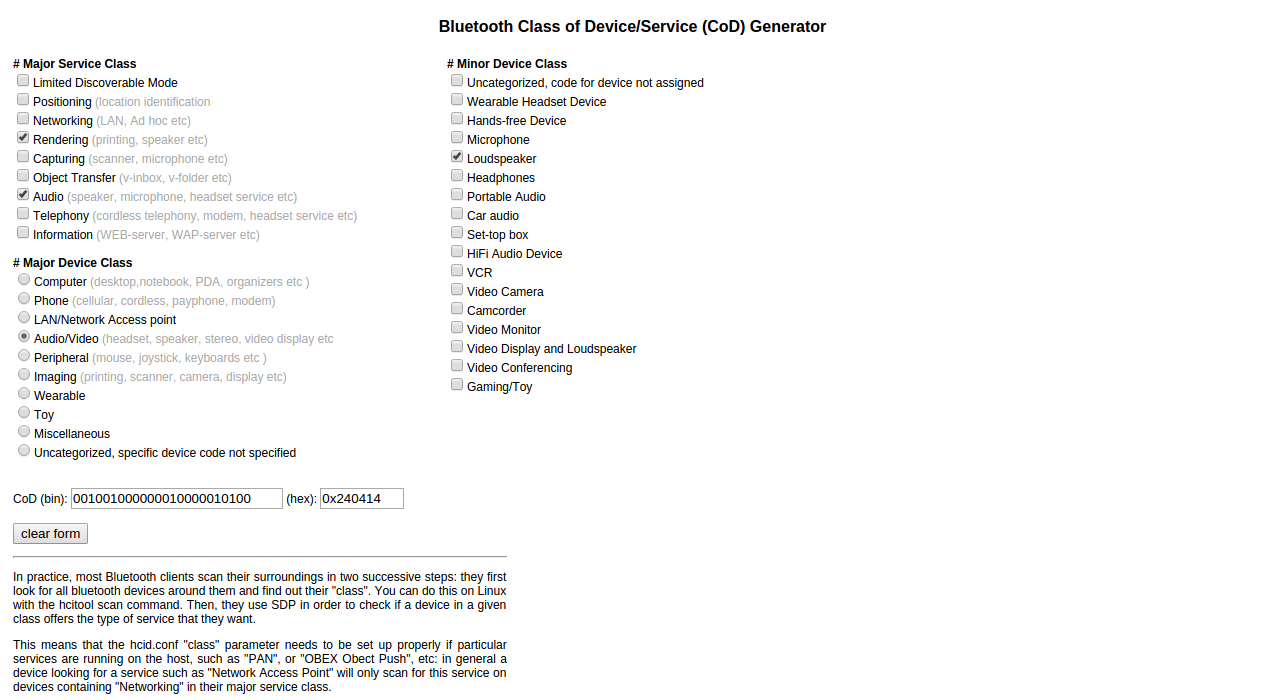 Bluetooth Class of Device/Service (CoD) Generator
# Major Service Class
Limited Discoverable Mode
Positioning (location identification
Networking (LAN, Ad hoc etc)
Rendering (printing, speaker etc)
Capturing (scanner, microphone etc)
Object Transfer (v-inbox, v-folder etc)
Audio (speaker, microphone, headset service etc)
Telephony (cordless telephony, modem, headset service etc)
Information (WEB-server, WAP-server etc)
# Major Device Class
Computer (desktop,notebook, PDA, organizers etc )
Phone (cellular, cordless, payphone, modem)
LAN/Network Access point
Audio/Video (headset, speaker, stereo, video display etc
Peripheral (mouse, joystick, keyboards etc )
Imaging (printing, scanner, camera, display etc)
Wearable
Toy
Miscellaneous
Uncategorized, specific device code not specified
# Minor Device Class
Uncategorized, code for device not assigned
Wearable Headset Device
Hands-free Device
Microphone
Loudspeaker
Headphones
Portable Audio
Car audio
Set-top box
HiFi Audio Device
VCR
Video Camera
Camcorder
Video Monitor
Video Display and Loudspeaker
Video Conferencing
Gaming/Toy
CoD (bin): 001001000000010000010100 (hex): 0x240414
clear form
In practice, most Bluetooth clients scan their surroundings in two successive steps: they first
look for all bluetooth devices around them and find out their "class". You can do this on Linux
with the hcitool scan command. Then, they use SDP in order to check if a device in a given
class offers the type of service that they want.
This means that the hcid.conf "class" parameter needs to be set up properly if particular
services are running on the host, such as "PAN", or "OBEX Obect Push", etc: in general a
device looking for a service such as "Network Access Point" will only scan for this service on
devices containing "Networking" in their major service class.